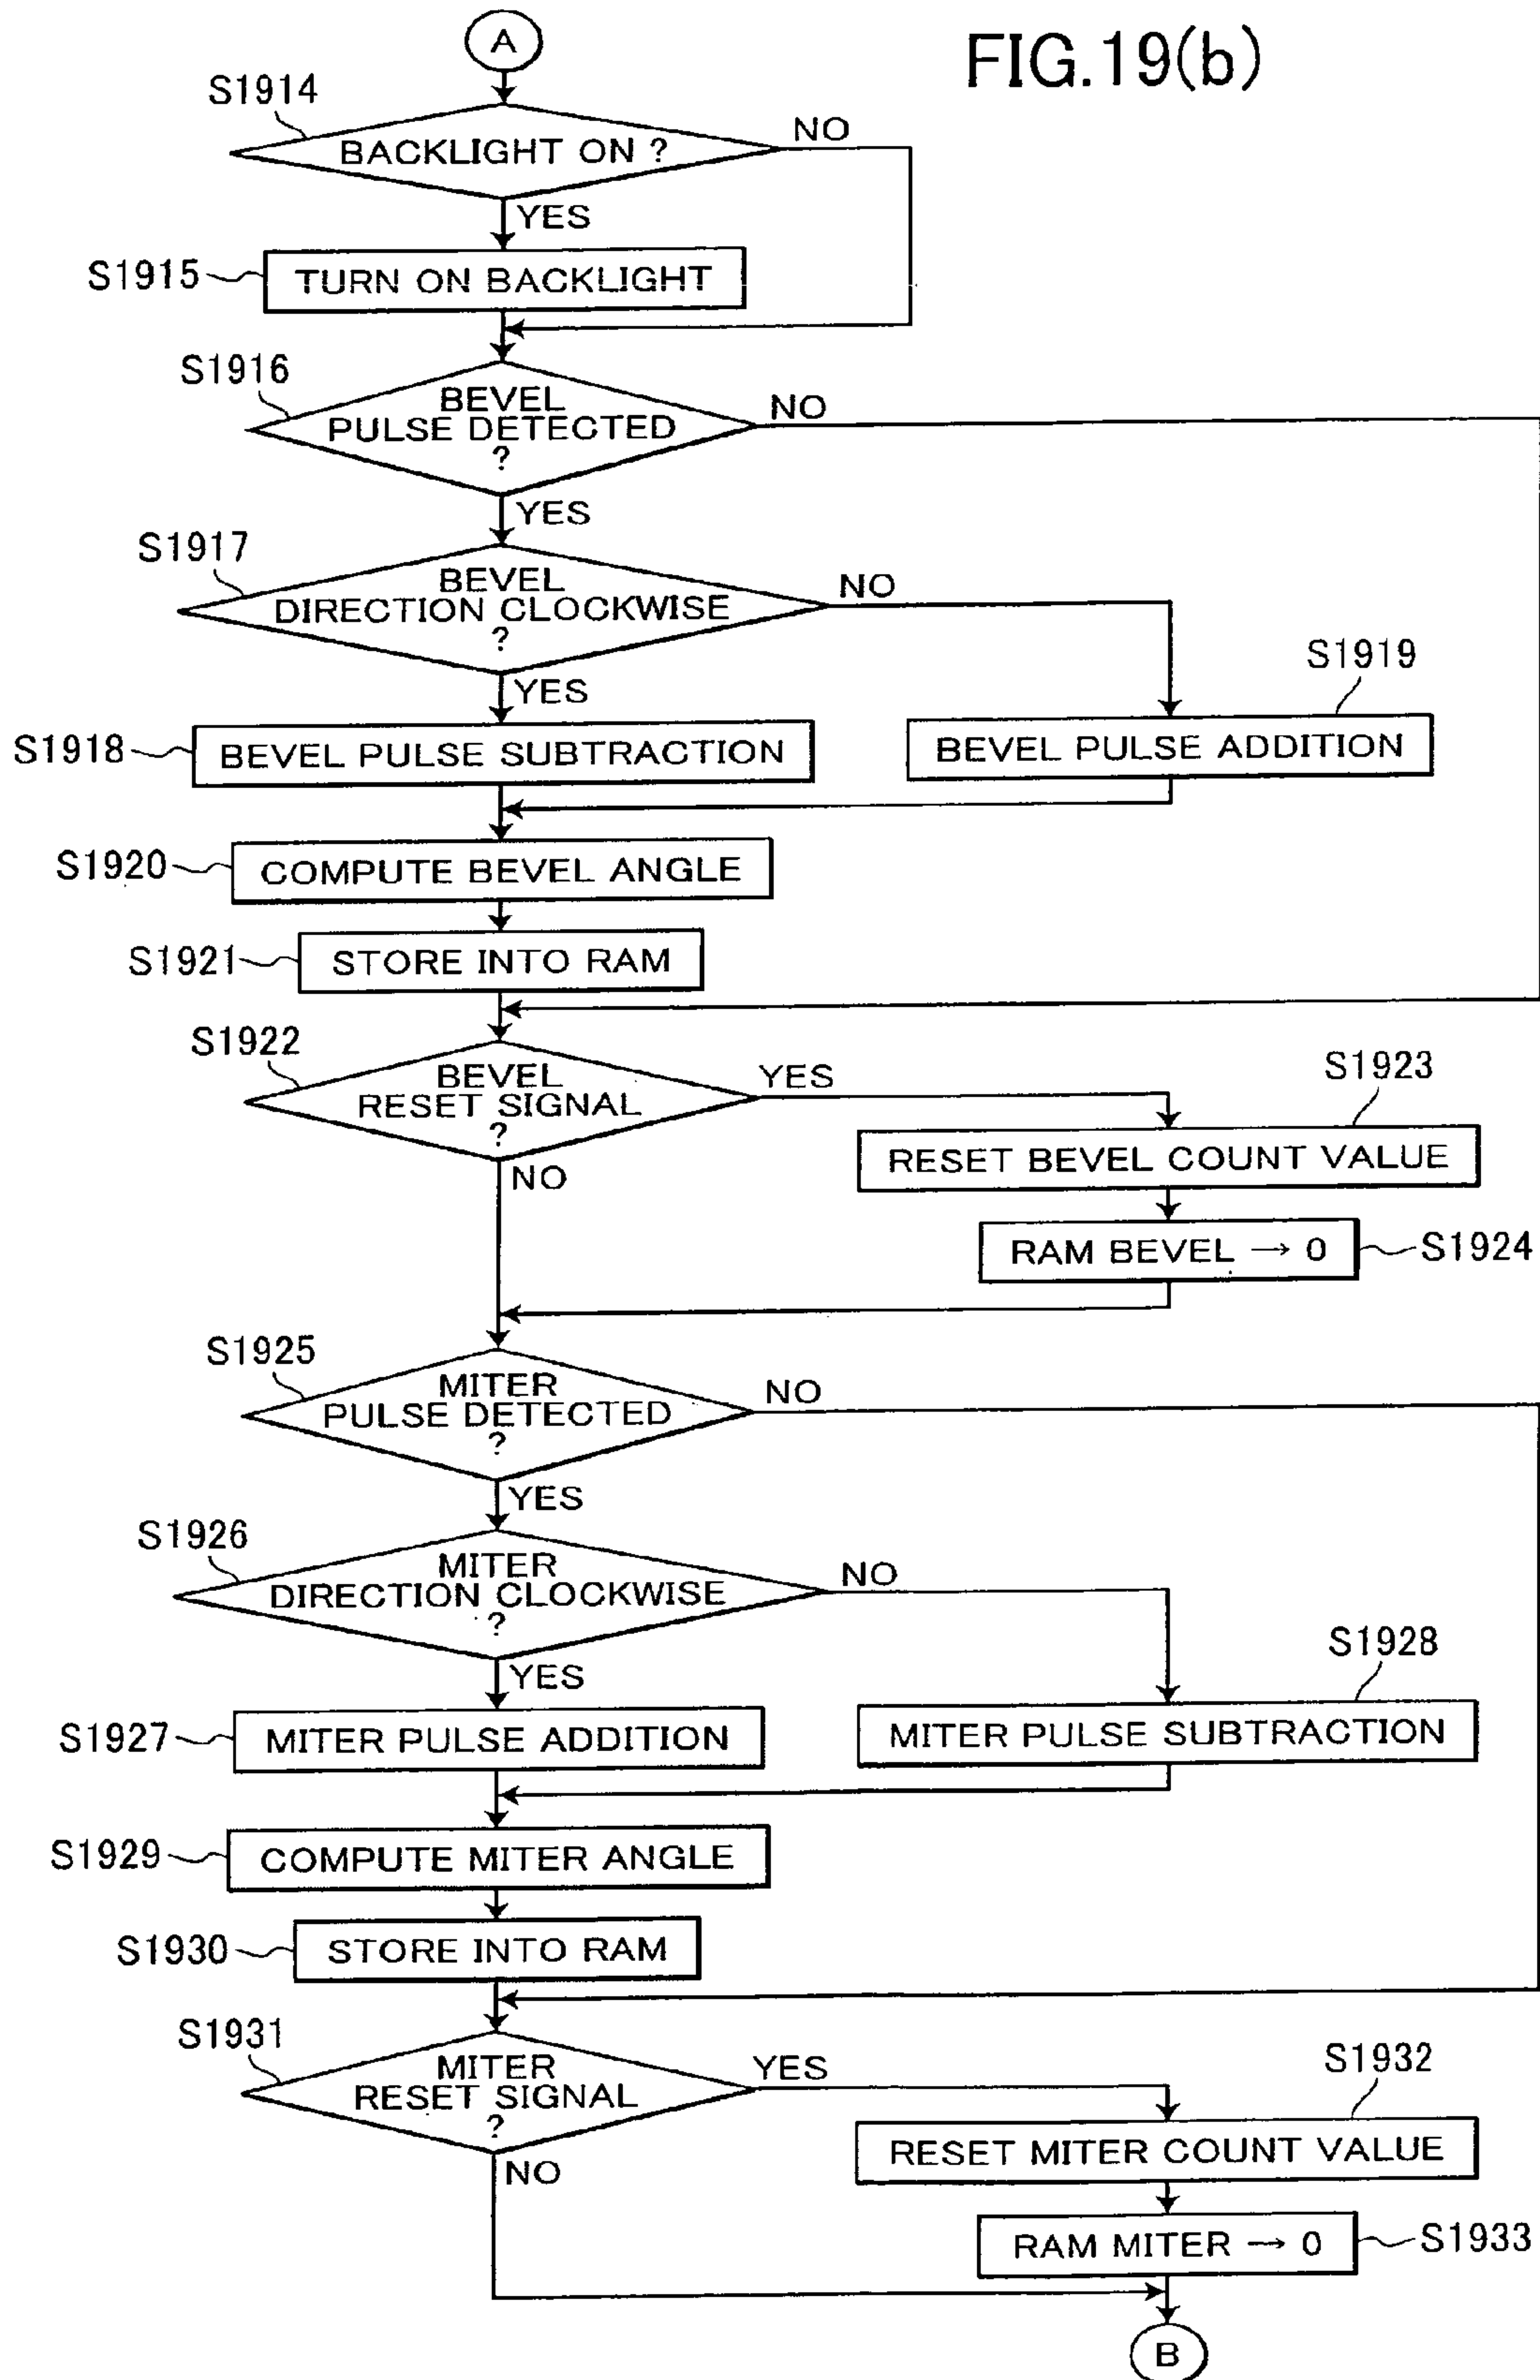 A
FIG.19(b)
S1914
BACKLIGHT ON ?
NO
YES
S1915
TURN ON BACKLIGHT
S1916
BEVEL
PULSE DETECTED
?
NO
YES
S1917
BEVEL
DIRECTION CLOCKWISE
?
NO
YES
S1918
BEVEL PULSE SUBTRACTION
S1919
BEVEL PULSE ADDITION
S1920
COMPUTE BEVEL ANGLE
S1921
STORE INTO RAM
S1922
BEVEL
RESET SIGNAL
?
YES
NO
S1923
RESET BEVEL COUNT VALUE
RAM BEVEL → 0
S1924
S1925
MITER
PULSE DETECTED
?
NO
YES
S1926
MITER
DIRECTION CLOCKWISE
?
NO
YES
S1927
MITER PULSE ADDITION
S1928
MITER PULSE SUBTRACTION
S1929
COMPUTE MITER ANGLE
S1930
STORE INTO RAM
S1931
MITER
RESET SIGNAL
?
YES
NO
S1932
RESET MITER COUNT VALUE
RAM MITER → 0
S1933
B